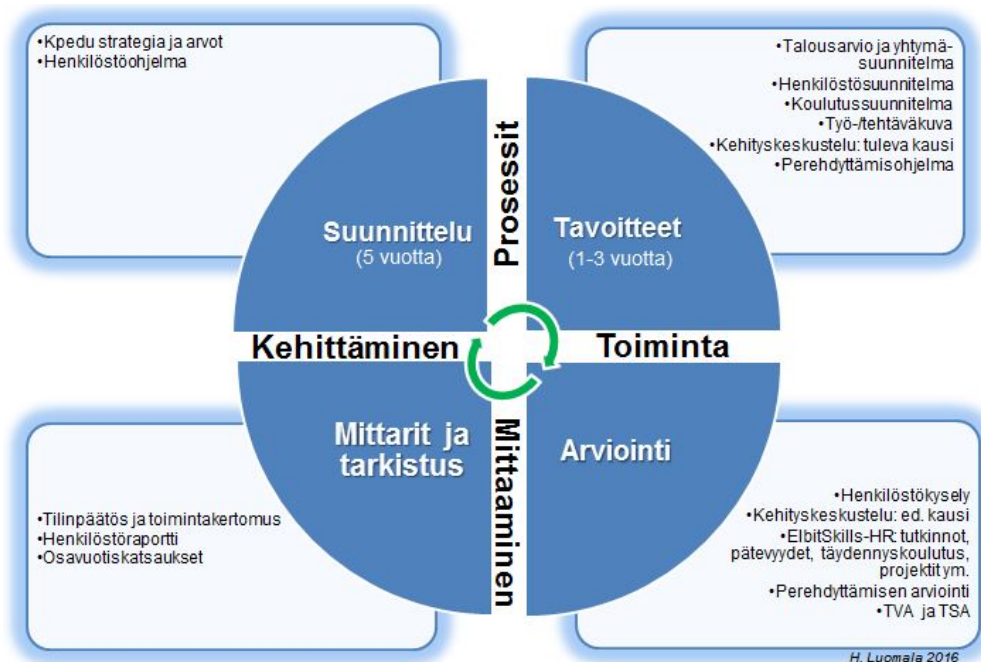 •Kpedu strategia ja arvot
•Henkilöstöohjelma
•Talousarvio ja yhtymä-
suunnitelma
•Henkilöstösuunnitelma
•Koulutussuunnitelma
•Työ-/tehtäväkuva
•Kehityskeskustelu: tuleva kausi
•Perehdyttämisohjelma
Prosessit
Suunnittelu
(5 vuotta)
Tavoitteet
(1-3 vuotta)
Kehittäminen
Toiminta
Mittarit ja
tarkistus
Arviointi
Mittaaminen
•Tilinpäätös ja toimintakertomus
•Henkilöstöraportti
•Osavuotiskatsaukset
•Henkilöstökysely
•Kehityskeskustelu: ed. kausi
•ElbitSkills-HR: tutkinnot,
pätevyydet, täydennyskoulutus,
projektit ym.
•Perehdyttämisen arviointi
•TVA ja TSA
H. Luomala 2016